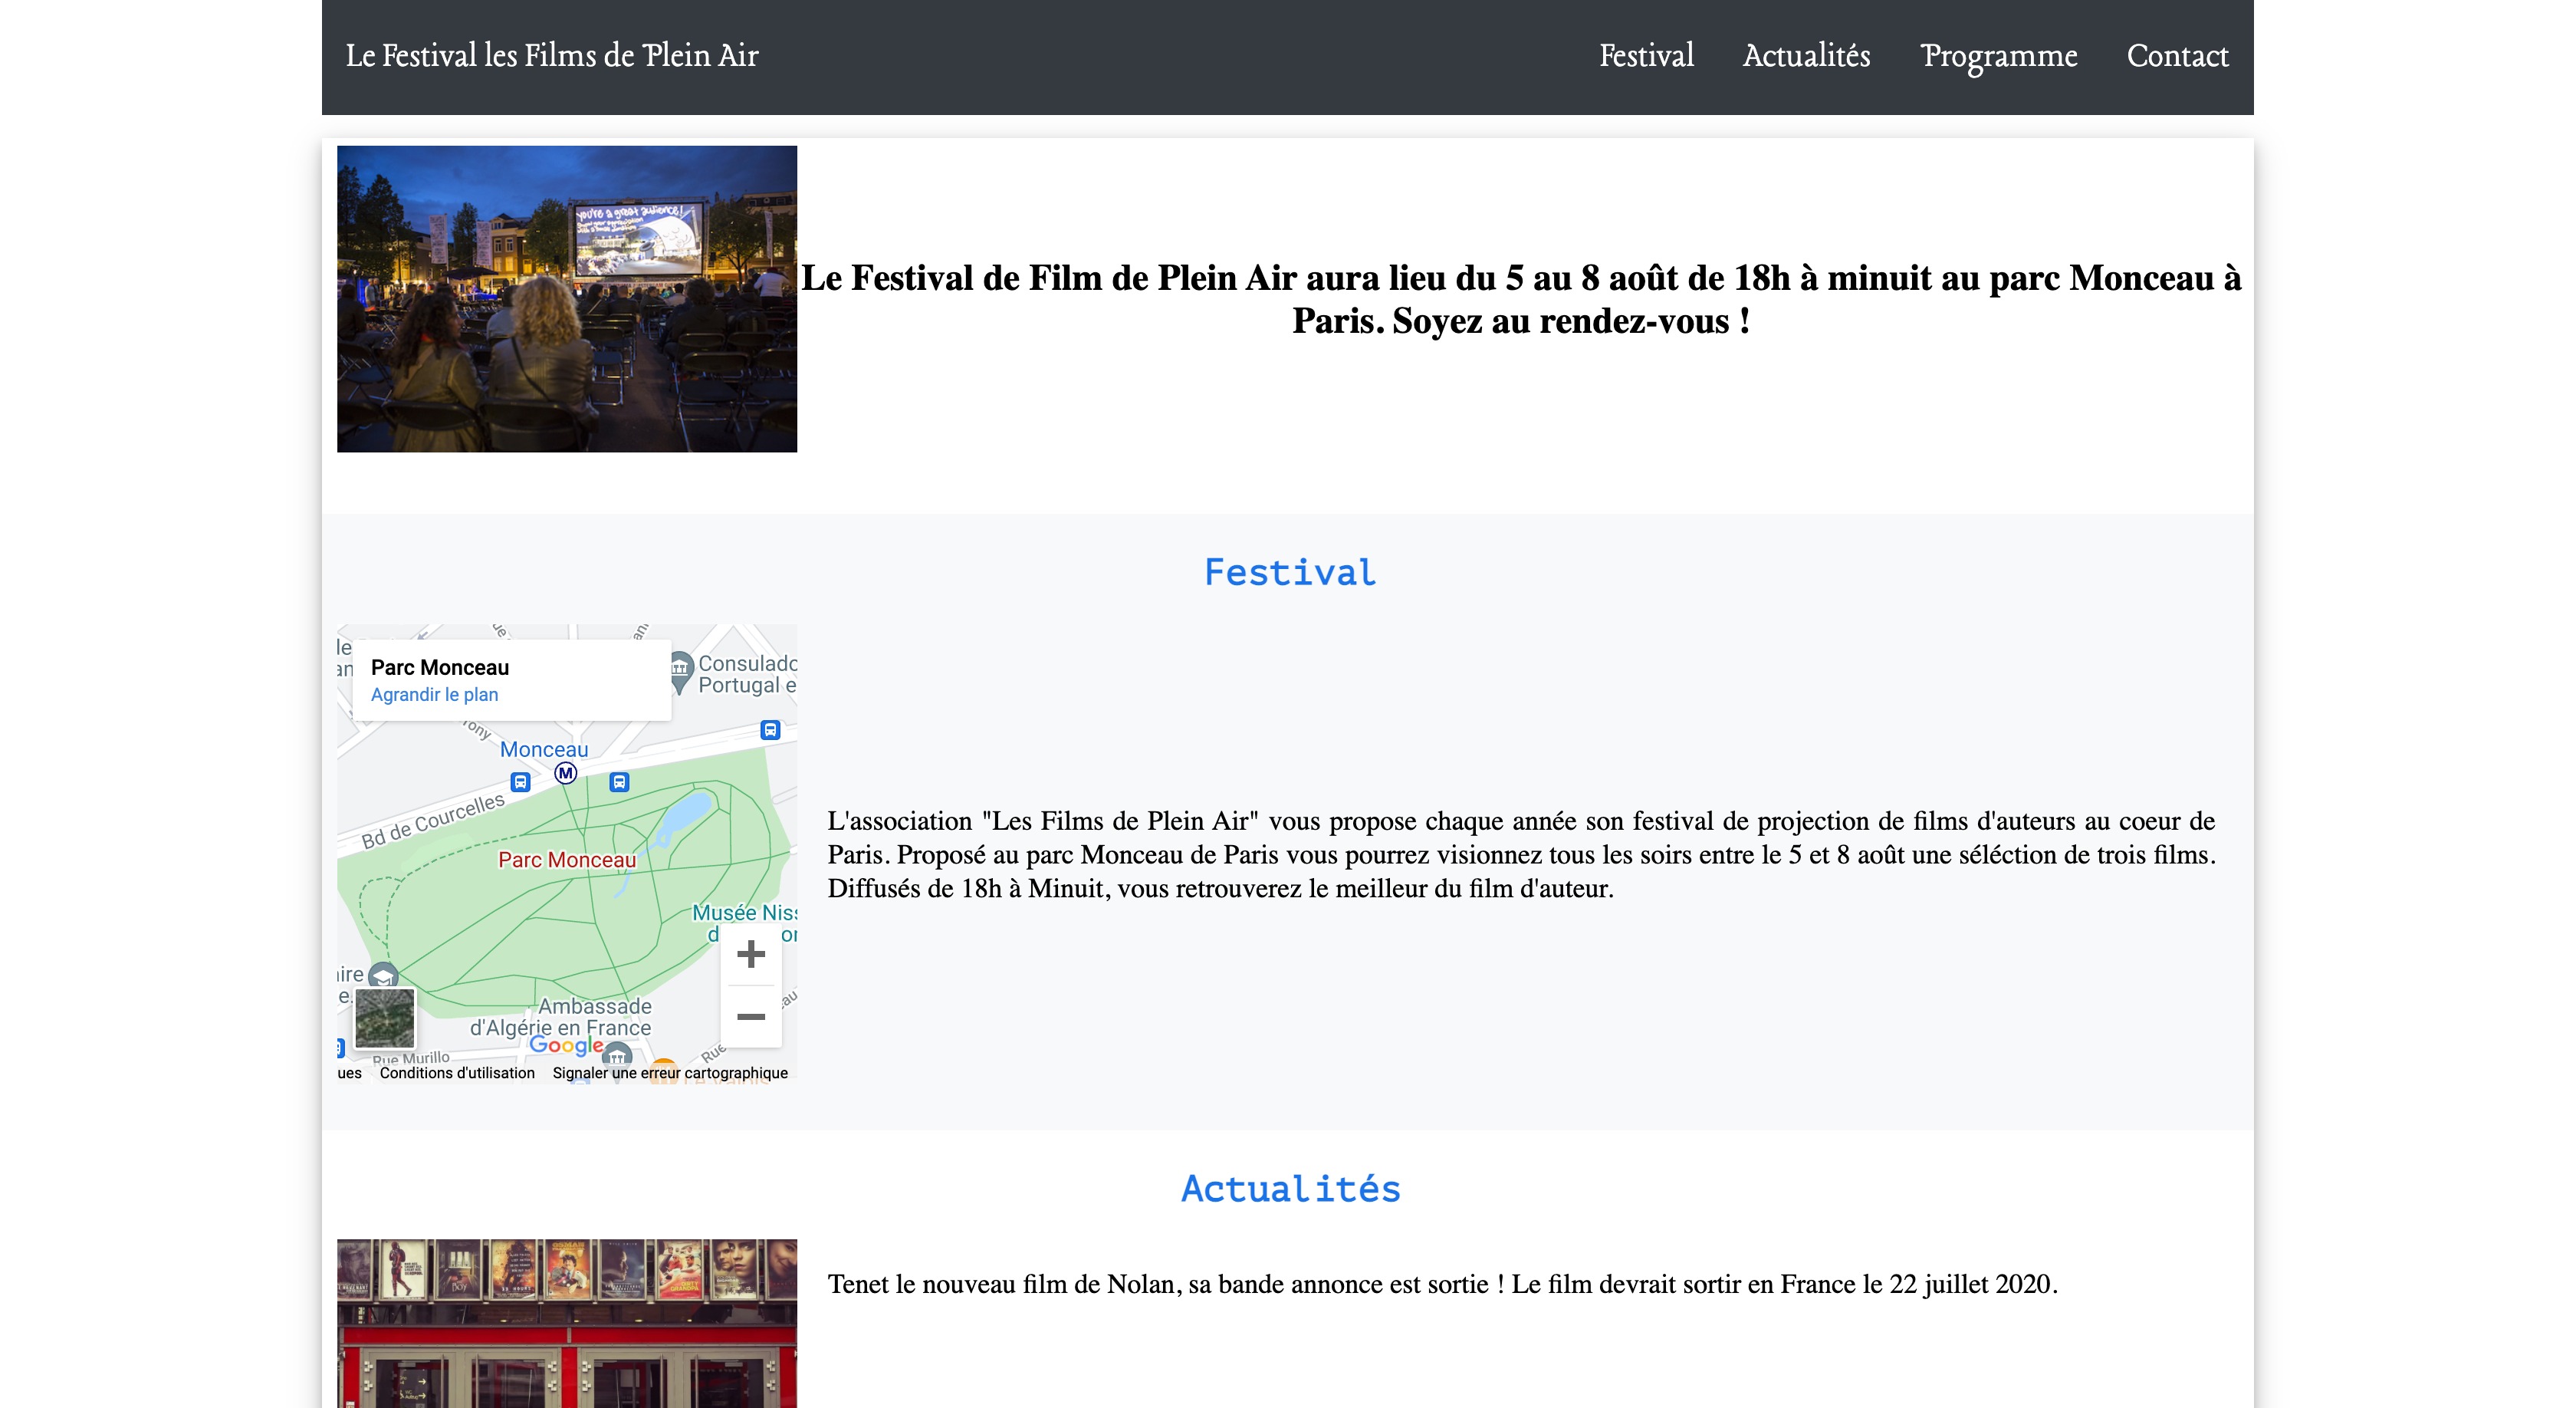 Le Festival les Films de Plein Air
Festival
Actualités
Programme
Contact
you're a great audience!
Le Festival de Film de Plein Air aura lieu du 5 au 8 août de 18h à minuit au parc Monceau à
Paris. Soyez au rendez-vous !
Festival
Parc Monceau
Agrandir le plan
Consulado
Portugal e
Tony
Monceau
M
Bd de Courcelles
Parc Monceau
Musée Niss
Ambassade
d'Algérie en France
Google
Rue Murillo
Rue
ues Conditions d'utilisation Signaler une erreur cartographique
L'association "Les Films de Plein Air" vous propose chaque année son festival de projection de films d'auteurs au coeur de
Paris. Proposé au parc Monceau de Paris vous pourrez visionnez tous les soirs entre le 5 et 8 août une séléction de trois films.
Diffusés de 18h à Minuit, vous retrouverez le meilleur du film d'auteur.
Actualités
Tenet le nouveau film de Nolan, sa bande annonce est sortie ! Le film devrait sortir en France le 22 juillet 2020.